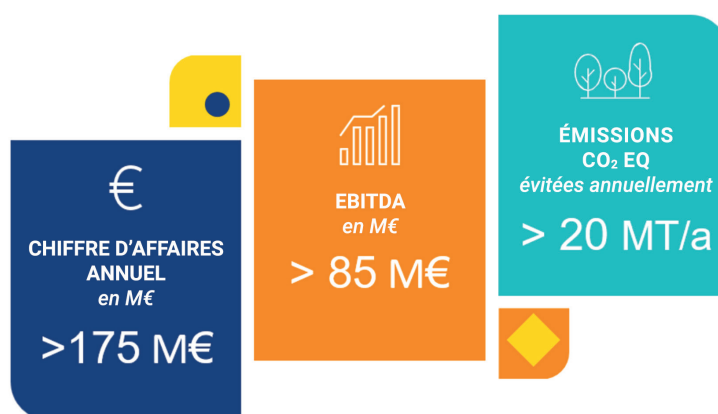 €
CHIFFRE D'AFFAIRES
ANNUEL
en M€
>175 M€
EBITDA
en M€
> 85 M€
ÉMISSIONS
CO₂ EQ
évitées annuellement
> 20 MT/a